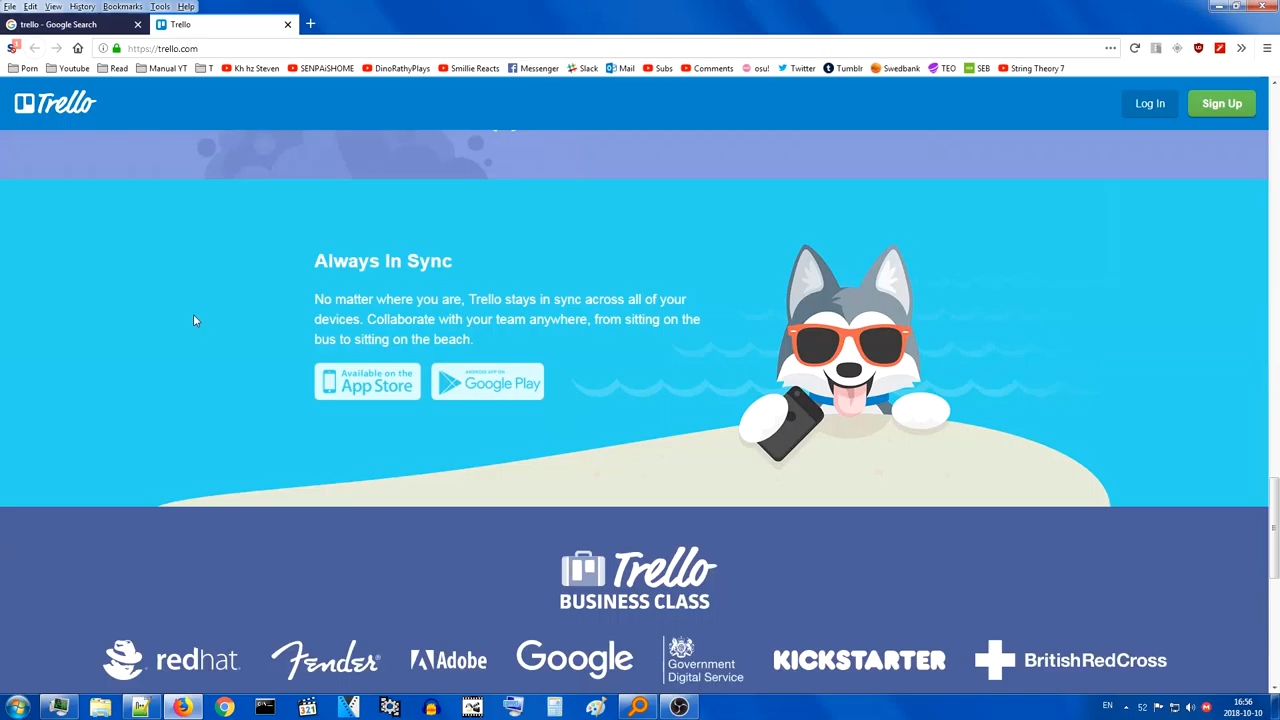 File Edit View History Bookmarks Tools Help
trello - Google Search
Trello
https://trello.com
Porn Youtube Read Manual YT T Kh hz Steven SENPAiSHOME DinoRathyPlays Smillie Reacts Messenger Slack Mail Subs Comments osu! Twitter Tumblr Swedbank TEO SEB String Theory 7
Trello
Log In
Sign Up
Always In Sync
No matter where you are, Trello stays in sync across all of your
devices. Collaborate with your team anywhere, from sitting on the
bus to sitting on the beach.
Available on the
App Store
ANDROID APP ON
Google Play
Trello
BUSINESS CLASS
redhat. Fender Adobe Google Government KICKSTARTER BritishRedCross
Digital Service
EN 52 16:56
2018-10-10